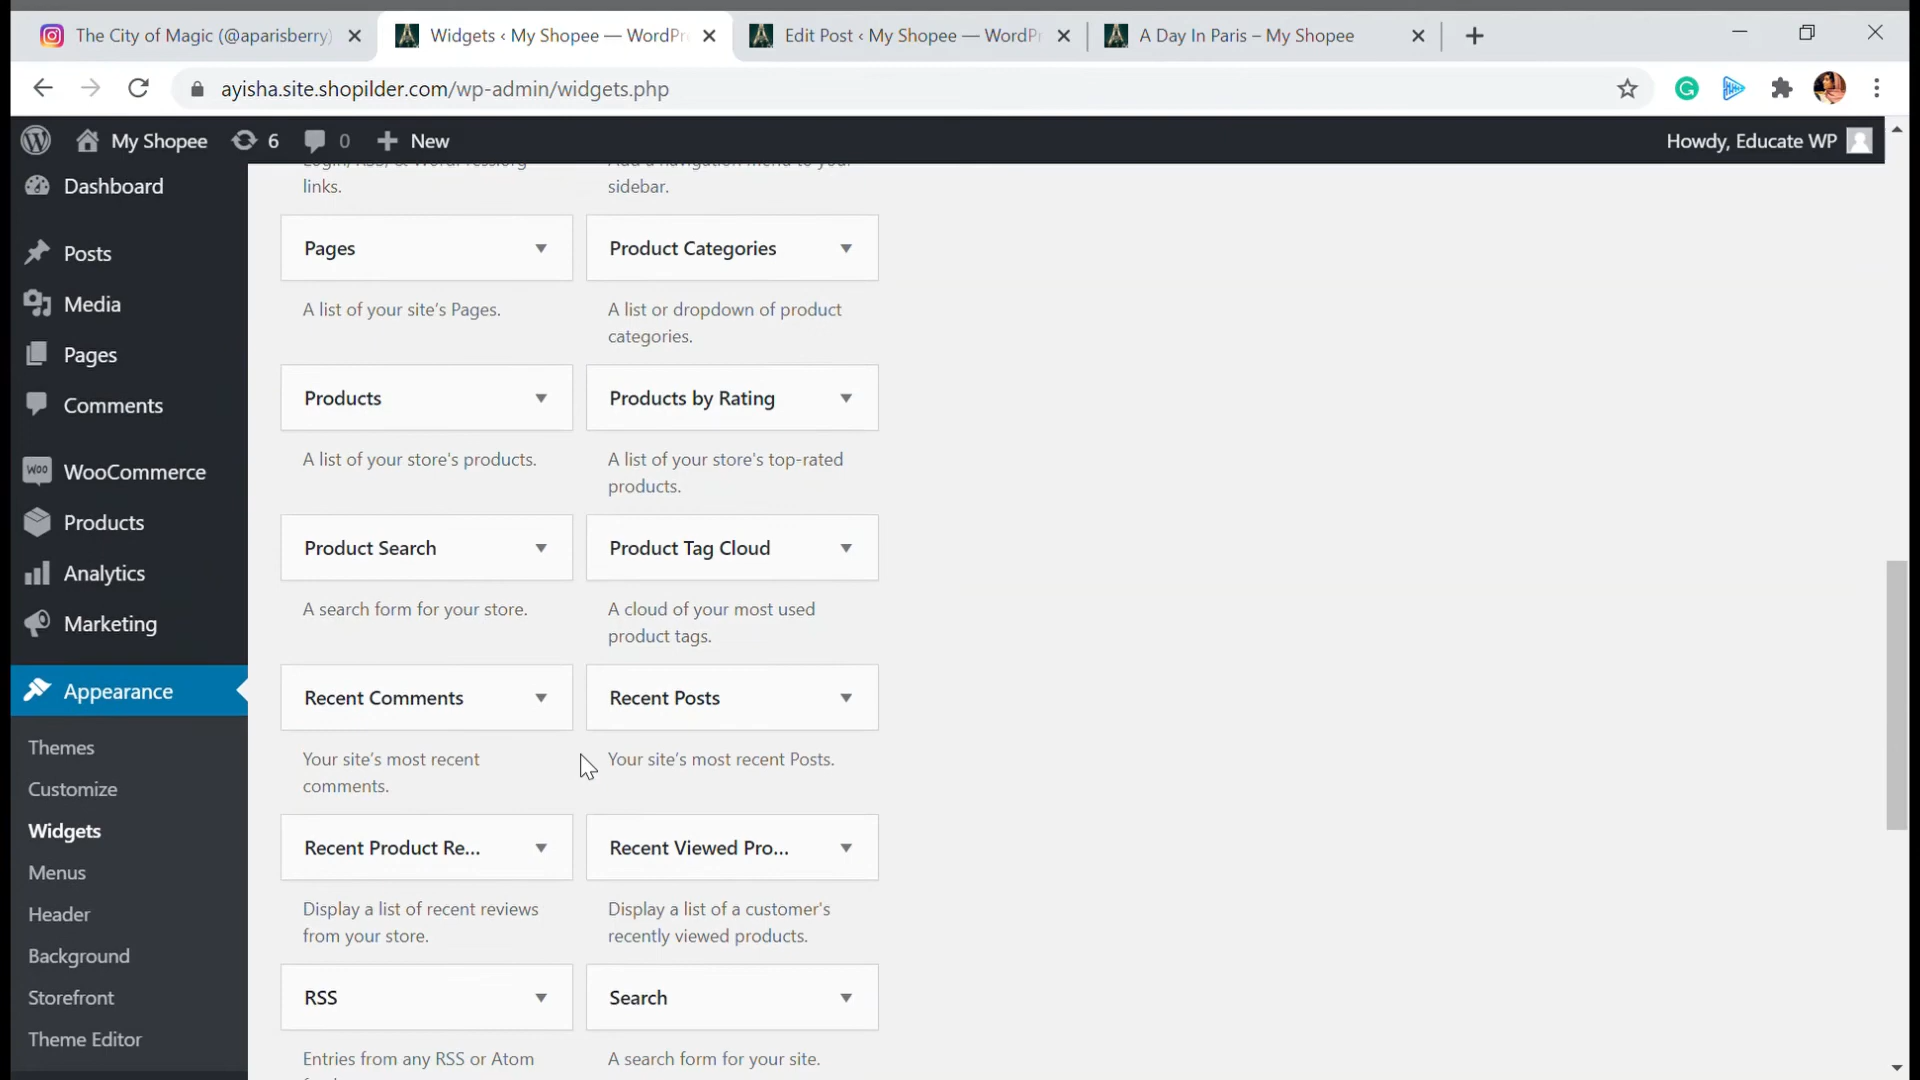 The City of Magic (@aparisberry)
Widgets ‹ My Shopee — WordPr
Edit Post ‹ My Shopee — WordPr
A Day In Paris – My Shopee
ayisha.site.shopilder.com/wp-admin/widgets.php
My Shopee
6
0
New
Howdy, Educate WP
Dashboard
Posts
Media
Pages
Comments
WooCommerce
Products
Analytics
Marketing
Appearance
Themes
Customize
Widgets
Menus
Header
Background
Storefront
Theme Editor
Login, RSS, & WordPress.org
links.
Add a navigation menu to your
sidebar.
Pages
A list of your site's Pages.
Product Categories
A list or dropdown of product
categories.
Products
A list of your store's products.
Products by Rating
A list of your store's top-rated
products.
Product Search
A search form for your store.
Product Tag Cloud
A cloud of your most used
product tags.
Recent Comments
Your site's most recent
comments.
Recent Posts
Your site's most recent Posts.
Recent Product Re...
Display a list of recent reviews
from your store.
Recent Viewed Pro...
Display a list of a customer's
recently viewed products.
RSS
Entries from any RSS or Atom
Search
A search form for your site.